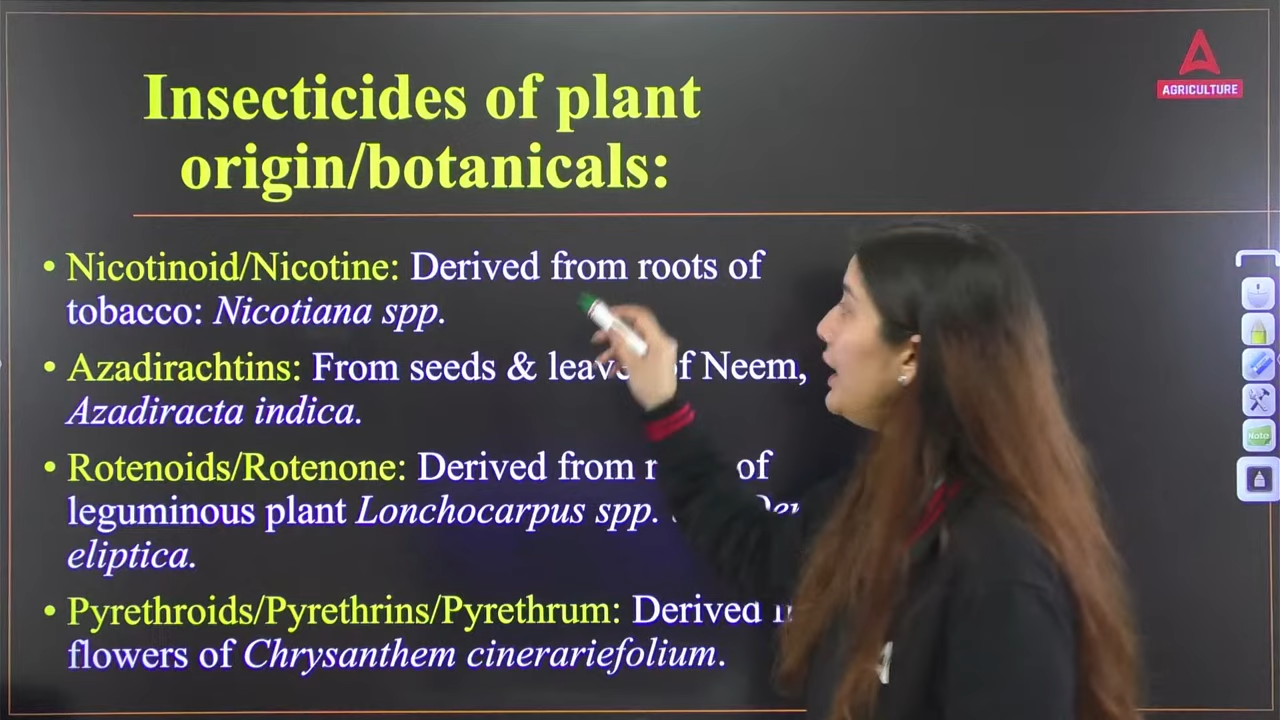 AGRICULTURE
Insecticides of plant
origin/botanicals:
• Nicotinoid/Nicotine: Derived from roots of
tobacco: Nicotiana spp.
• Azadirachtins: From seeds & of Neem,
Azadiracta indica.
• Rotenoids/Rotenone: Derived from of
leguminous plant Lonchocarpus spp.
eliptica.
• Pyrethroids/Pyrethrins/Pyrethrum: Derived
flowers of Chrysanthem cinerariefolium.
Note